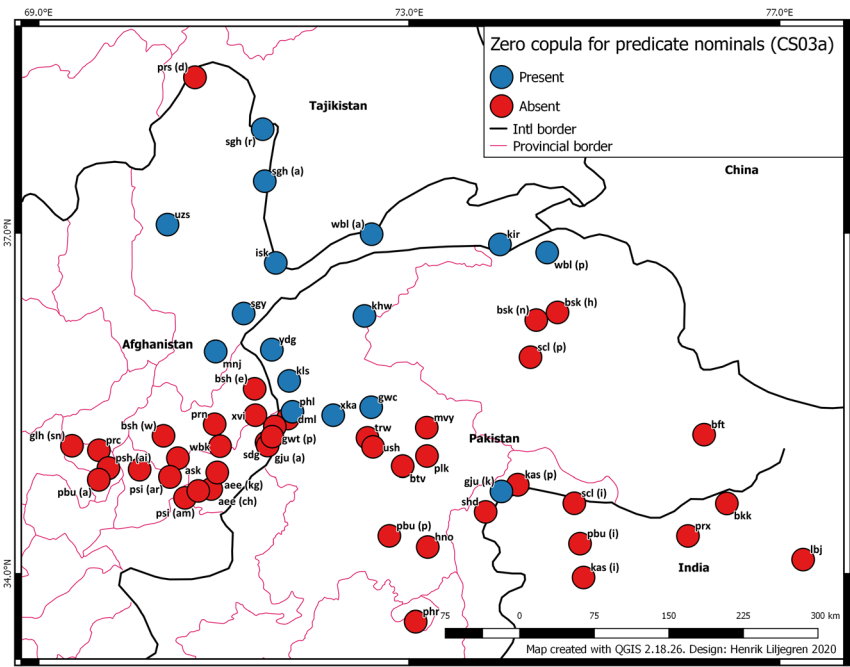 69.0°E
73.0°E
77.0°E
Zero copula for predicate nominals (CS03a)
Present
Absent
Intl border
Provincial border
prs (d)
Tajikistan
sgh (r)
China
sgh (a)
uzs
37.0°N
wbl (a)
kir
isk
wbl (p)
sgy
khw
bsk (h)
bsk (n)
Afghanistan
ydg
scl (p)
mnj
kls
bsh (e)
phl
gwc
xka
prn
xvi
dml
mvy
trw
bft
bsh (w)
glh (sn)
prc
wbk
gwt (p)
ush
Pakistan
sdg
gju (a)
plk
psh (ai)
ask
btv
kas (p)
gju (k)
pbu (a)
psi (ar)
aee (kg)
aee (ch)
scl (i)
shd
psi (am)
bkk
pbu (p)
hno
pbu (i)
prx
lbj
34.0°N
kas (i)
India
phr
75
0
75
150
225
300 km
Map created with QGIS 2.18.26. Design: Henrik Liljegren 2020